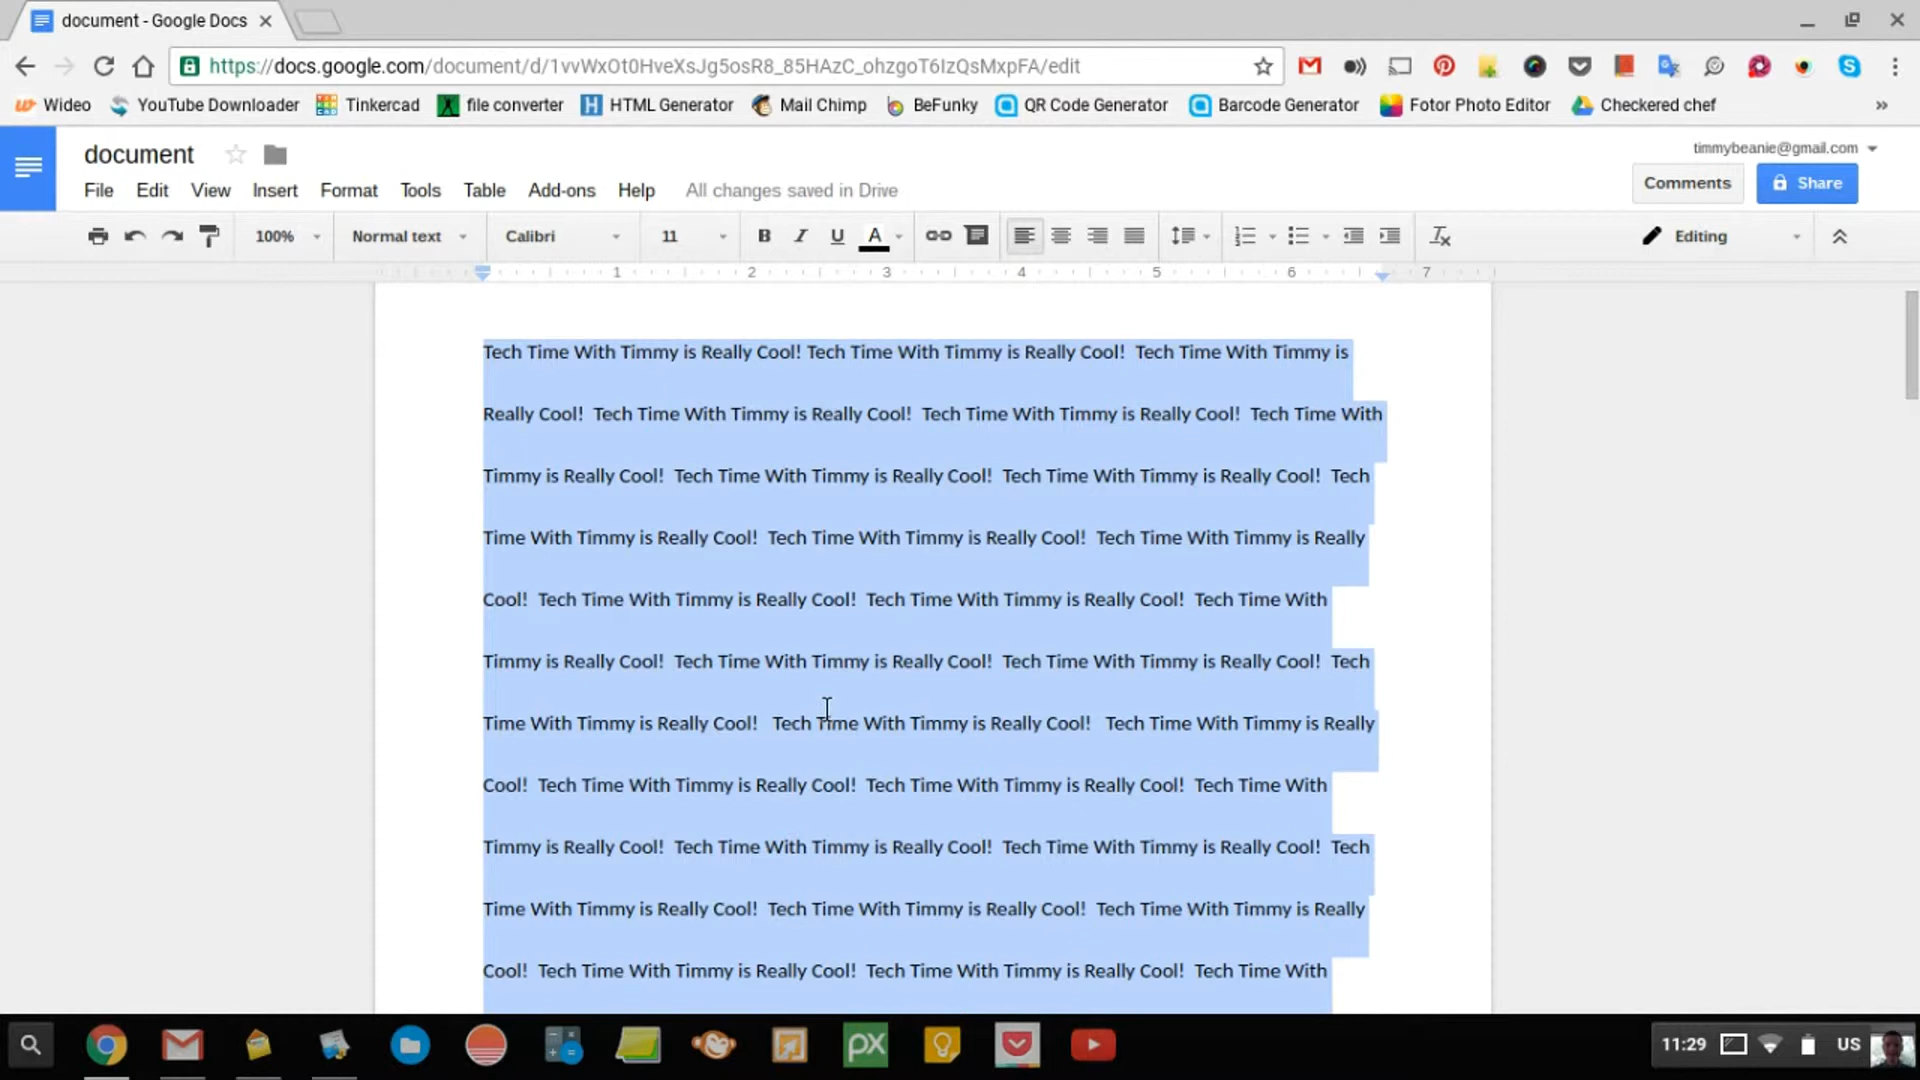 document - Google Docs
https://docs.google.com/document/d/1vvWxOt0HveXsJg5osR8_85HAzC_ohzgoT6IzQsMxpFA/edit
Wideo YouTube Downloader Tinkercad file converter HTML Generator Mail Chimp BeFunky QR Code Generator Barcode Generator Fotor Photo Editor Checkered chef
document
timmybeanie@gmail.com
File Edit View Insert Format Tools Table Add-ons Help All changes saved in Drive
Comments Share
100% Normal text Calibri 11 B I U A Editing
1 2 3 4 5 6 7
Tech Time With Timmy is Really Cool! Tech Time With Timmy is Really Cool!  Tech Time With Timmy is
Really Cool!  Tech Time With Timmy is Really Cool!  Tech Time With Timmy is Really Cool!  Tech Time With
Timmy is Really Cool!  Tech Time With Timmy is Really Cool!  Tech Time With Timmy is Really Cool!  Tech
Time With Timmy is Really Cool!  Tech Time With Timmy is Really Cool!  Tech Time With Timmy is Really
Cool!  Tech Time With Timmy is Really Cool!  Tech Time With Timmy is Really Cool!  Tech Time With
Timmy is Really Cool!  Tech Time With Timmy is Really Cool!  Tech Time With Timmy is Really Cool!  Tech
Time With Timmy is Really Cool!   Tech Time With Timmy is Really Cool!   Tech Time With Timmy is Really
Cool!  Tech Time With Timmy is Really Cool!  Tech Time With Timmy is Really Cool!  Tech Time With
Timmy is Really Cool!  Tech Time With Timmy is Really Cool!  Tech Time With Timmy is Really Cool!  Tech
Time With Timmy is Really Cool!  Tech Time With Timmy is Really Cool!  Tech Time With Timmy is Really
Cool!  Tech Time With Timmy is Really Cool!  Tech Time With Timmy is Really Cool!  Tech Time With
px 11:29 US